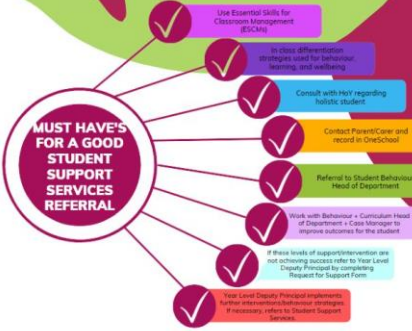 MUST HAVE'S
FOR A GOOD
STUDENT
SUPPORT
SERVICES
REFERRAL
Use Essential Skills for
Classroom Management
(ESCMs)
In class differentiation
strategies used for behaviour,
learning, and wellbeing
Consult with HoY regarding
holistic student
Contact Parent/Carer and
record in OneSchool
Referral to Student Behaviour
Head of Department
Work with Behaviour + Curriculum Head
of Department + Case Manager to
improve outcomes for the student
If these levels of support/intervention are
not achieving success refer to Year Level
Deputy Principal by completing
Request for Support Form
Year Level Deputy Principal implements
further interventions/behaviour strategies.
If necessary, refers to Student Support
Services.